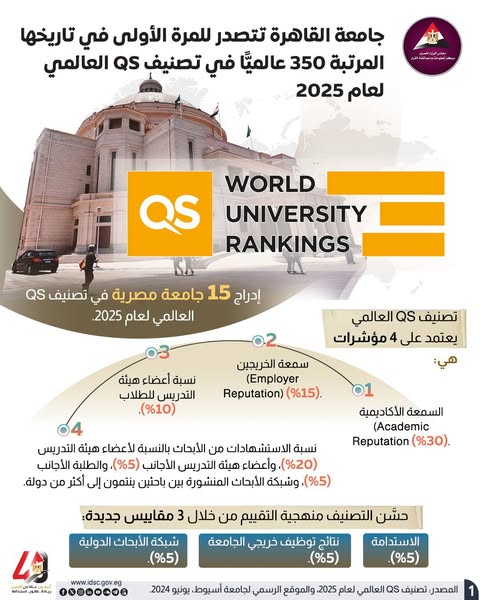 جامعة القاهرة تتصدر للمرة الأولى في تاريخها
المرتبة 350 عالميًّا في تصنيف QS العالمي
لعام 2025
QS
WORLD
UNIVERSITY
RANKINGS
إدراج 15 جامعة مصرية في تصنيف QS
العالمي لعام 2025.
تصنيف QS العالمي
يعتمد على 4 مؤشرات
هي:
1
السمعة الأكاديمية
(Academic
Reputation (%30).
2
سمعة الخريجين
(Employer
Reputation) (%15).
3
نسبة أعضاء هيئة
التدريس للطلاب
(%10).
4
نسبة الاستشهادات من الأبحاث بالنسبة لأعضاء هيئة التدريس
(%20)، وأعضاء هيئة التدريس الأجانب (%5)، والطلبة الأجانب
(%5)، وشبكة الأبحاث المنشورة بين باحثين ينتمون إلى أكثر من دولة.
حسَّن التصنيف منهجية التقييم من خلال 3 مقاييس جديدة:
الاستدامة
(%5).
نتائج توظيف خريجي الجامعة
(%5).
شبكة الأبحاث الدولية
(%5).
1
المصدر: تصنيف QS العالمي لعام 2025، والموقع الرسمي لجامعة أسيوط، يونيو 2024.
www.idsc.gov.eg